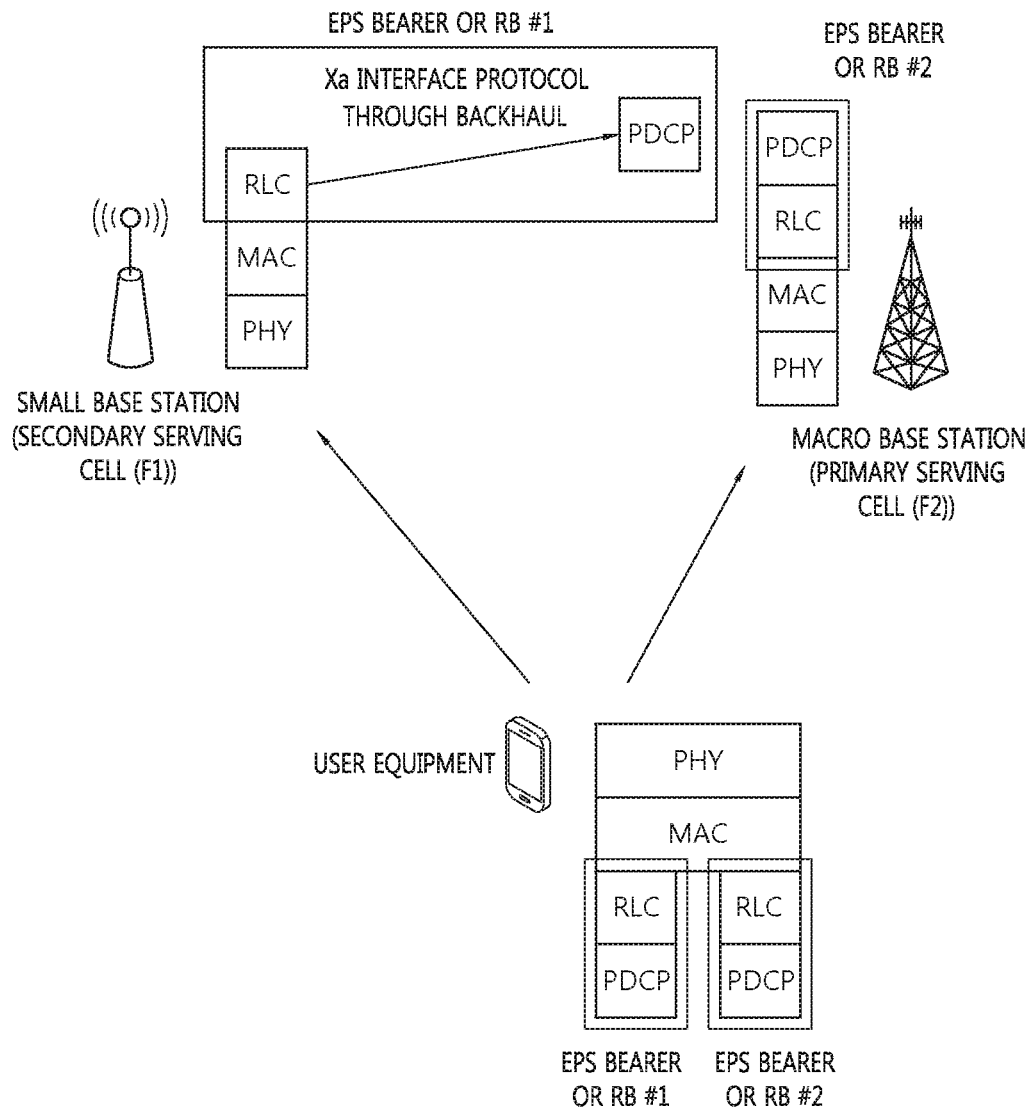 EPS BEARER OR RB #1
Xa INTERFACE PROTOCOL
THROUGH BACKHAUL
PDCP
RLC
MAC
PHY
SMALL BASE STATION
(SECONDARY SERVING
CELL (F1))
EPS BEARER
OR RB #2
PDCP
RLC
MAC
PHY
MACRO BASE STATION
(PRIMARY SERVING
CELL (F2))
USER EQUIPMENT
PHY
MAC
RLC
PDCP
RLC
PDCP
EPS BEARER
OR RB #1
EPS BEARER
OR RB #2